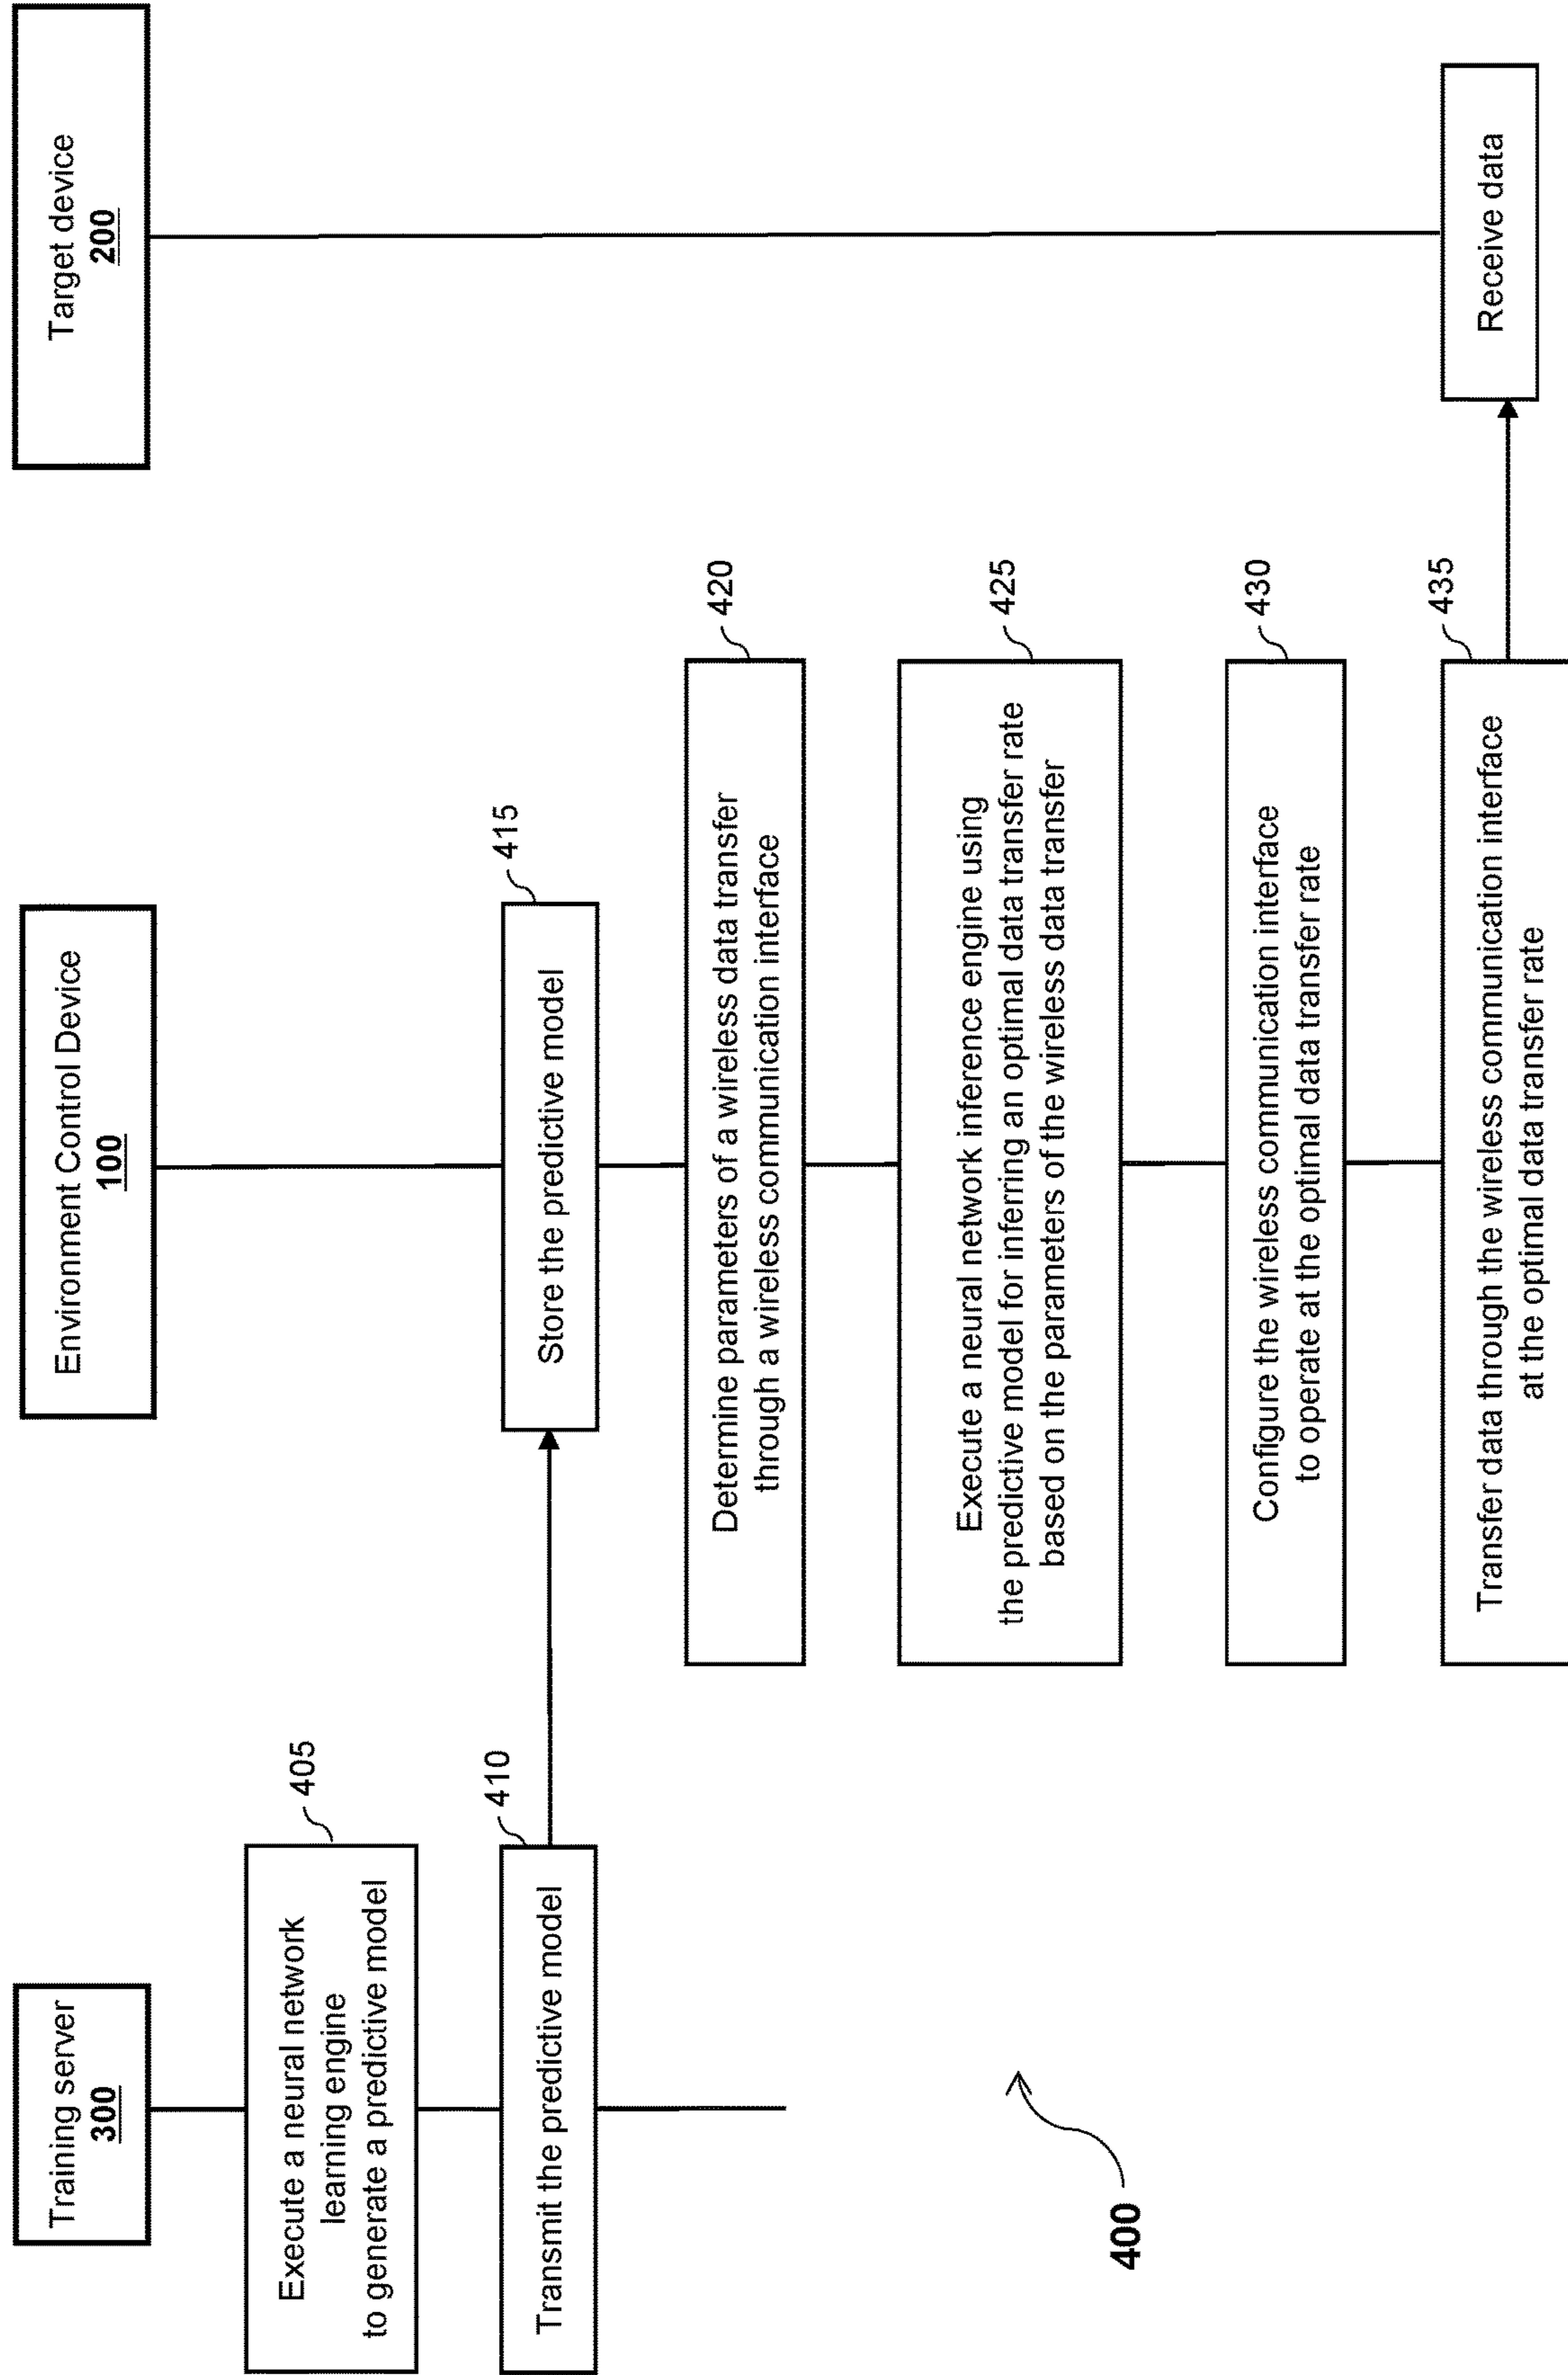 Training server
300
Environment Control Device
100
Target device
200
405
Execute a neural network
learning engine
to generate a predictive model
410
Transmit the predictive model
415
Store the predictive model
420
Determine parameters of a wireless data transfer
through a wireless communication interface
425
Execute a neural network inference engine using
the predictive model for inferring an optimal data transfer rate
based on the parameters of the wireless data transfer
430
Configure the wireless communication interface
to operate at the optimal data transfer rate
435
Transfer data through the wireless communication interface
at the optimal data transfer rate
Receive data
400